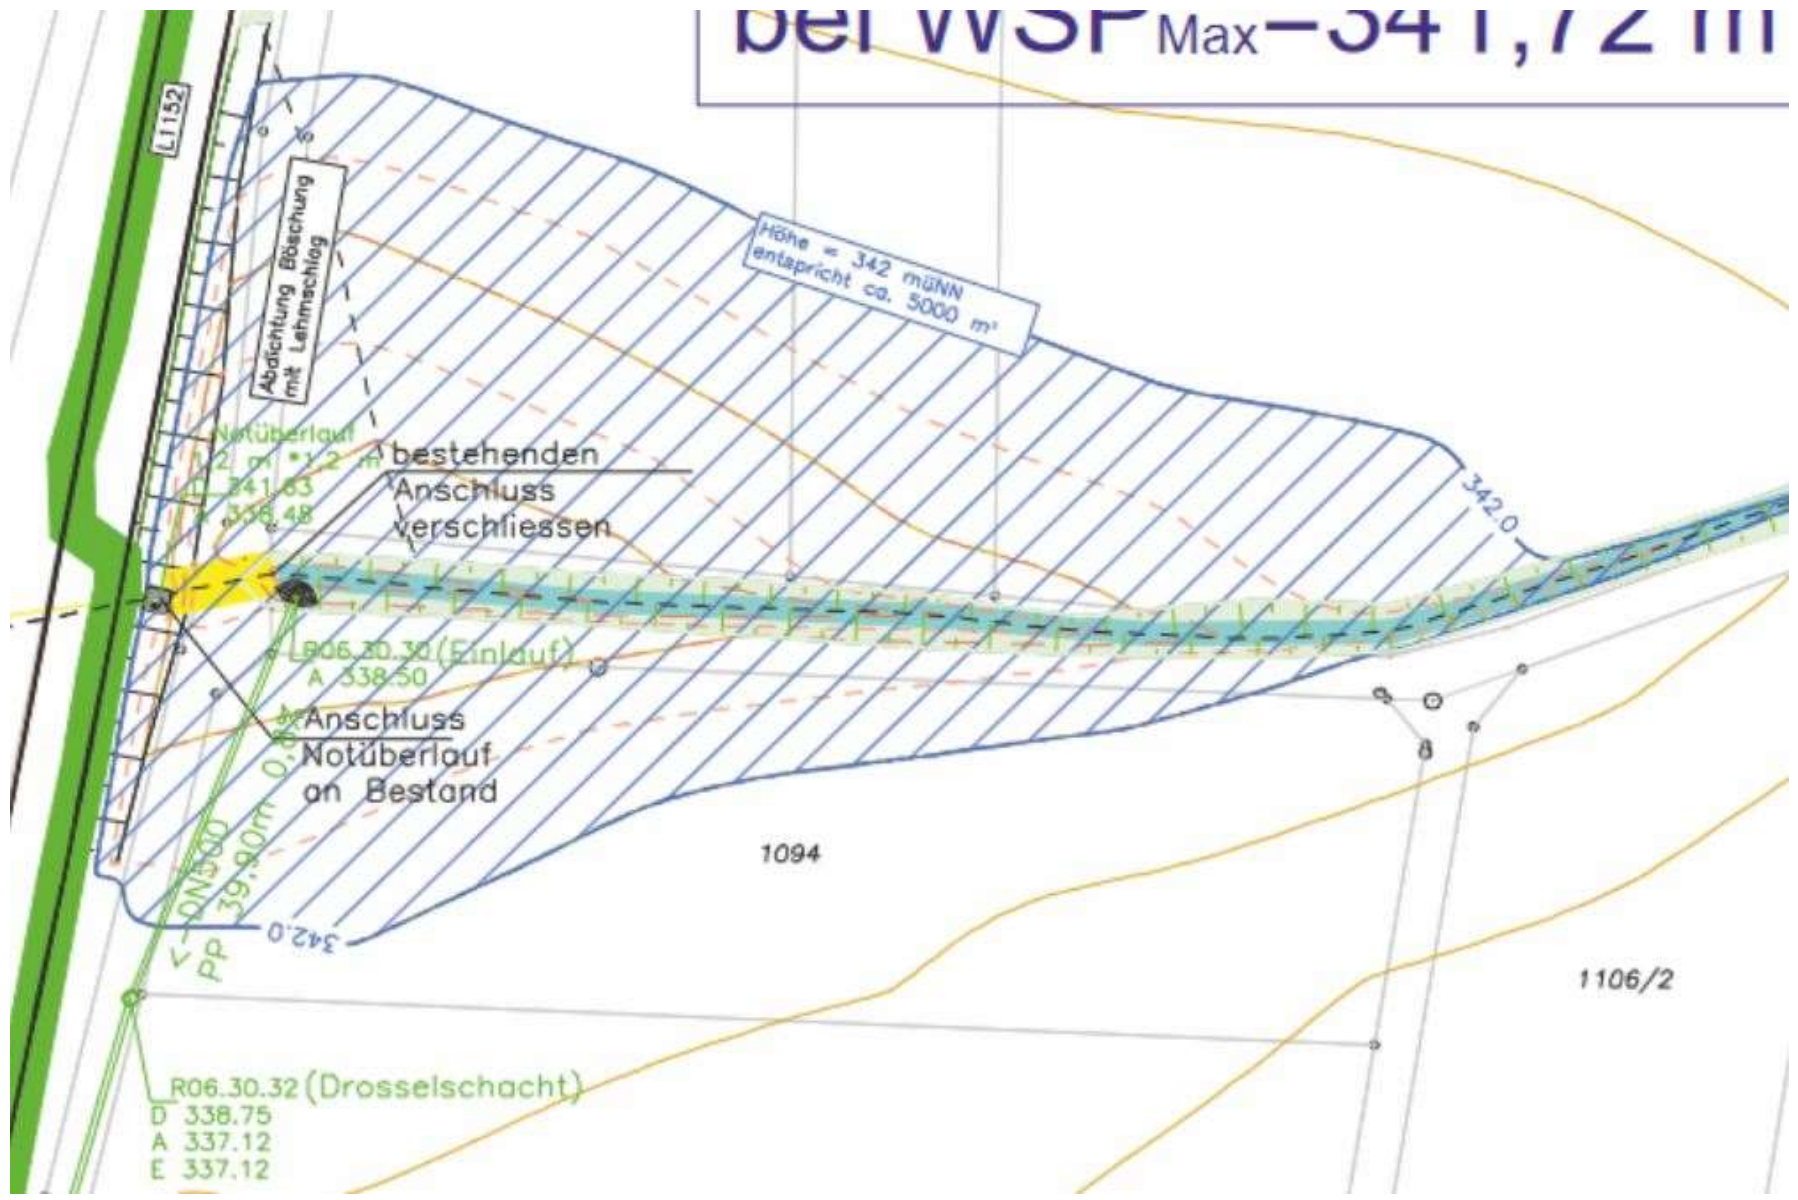 bei WSPMax=341,72 m
L1152
Abdichtung Böschung
mit Lehmschlag
Höhe = 342 müNN
entspricht ca. 5000 m³
Notüberlauf
2 m *1,2 m
D 341.63
338.48
bestehenden
Anschluss
verschliessen
342.0
R06.30.30 (Einlauf)
A 338.50
Anschluss
Notüberlauf
an Bestand
<--DN500
PP 39,90m
342.0
1094
1106/2
R06.30.32 (Drosselschacht)
D 338.75
A 337.12
E 337.12